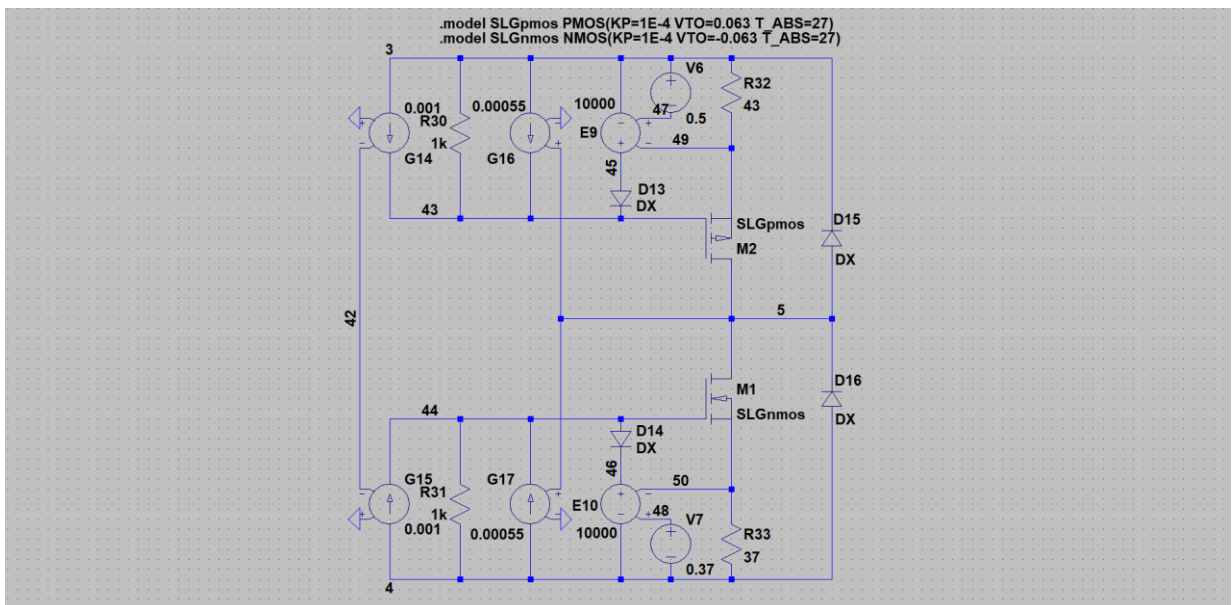 .model SLGpmos PMOS(KP=1E-4 VTO=0.063 T_ABS=27)
.model SLGnmos NMOS(KP=1E-4 VTO=-0.063 T_ABS=27)
3
V6
R32
43
0.001
R30
1k
G14
0.00055
G16
10000
E9
47
0.5
49
45
D13
DX
43
SLGpmos
M2
D15
DX
42
5
M1
SLGnmos
D16
DX
44
D14
DX
46
G15
R31
1k
0.001
G17
0.00055
E10
10000
50
48
V7
0.37
R33
37
4